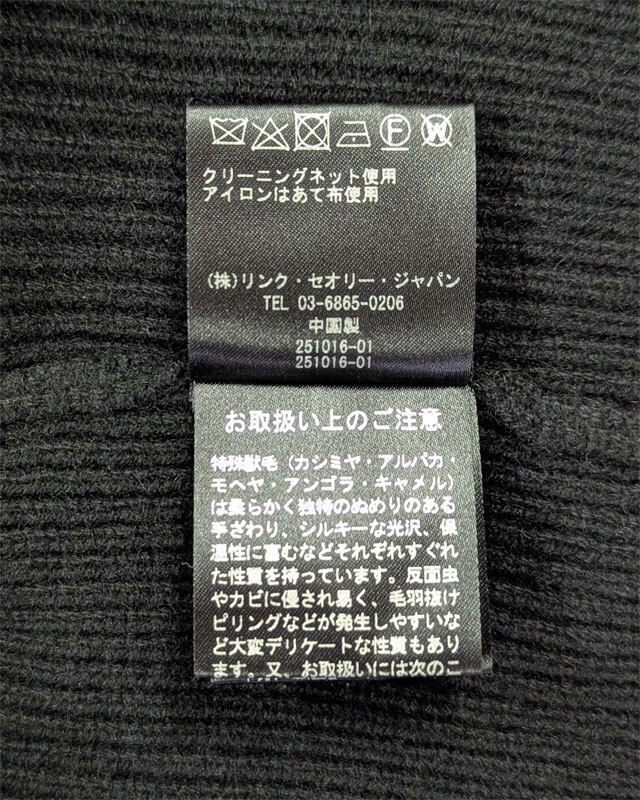 F W
クリーニングネット使用
アイロンはあて布使用
(株)リンク・セオリー・ジャパン
TEL 03-6865-0206
中国製
251016-01
251016-01
お取扱い上のご注意
特殊獣毛(カシミヤ・アルパカ・
モヘヤ・アンゴラ・キャメル)
は柔らかく独特のぬめりのある
手ざわり、シルキーな光沢、保
温性に富むなどそれぞれすぐれ
た性質を持っています。反面虫
やカビに侵され易く、毛羽抜け
ピリングなどが発生しやすいな
ど大変デリケートな性質もあり
ます。又、お取扱いには次のこ